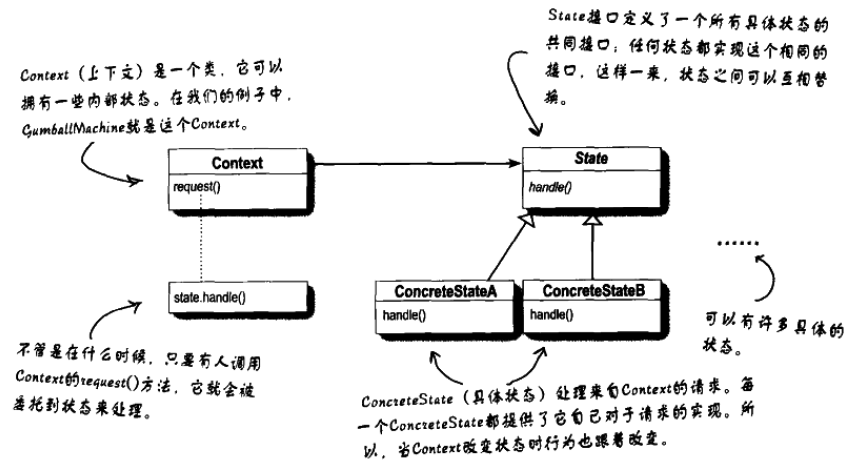 State接口定义了一个所有具体状态的
共同接口；任何状态都实现这个相同的
接口，这样一来，状态之间可以互相替
换。
Context（上下文）是一个类，它可以
拥有一些内部状态。在我们的例子中，
GumballMachine就是这个Context。
Context
request()
State
handle()
state.handle()
ConcreteStateA
handle()
ConcreteStateB
handle()
······
可以有许多具体的
状态。
不管是在什么时候，只要有人调用
Context的request()方法，它就会被
委托到状态来处理。
ConcreteState（具体状态）处理来自Context的请求。每
一个ConcreteState都提供了它自己对于请求的实现。所
以，当Context改变状态时行为也跟着改变。